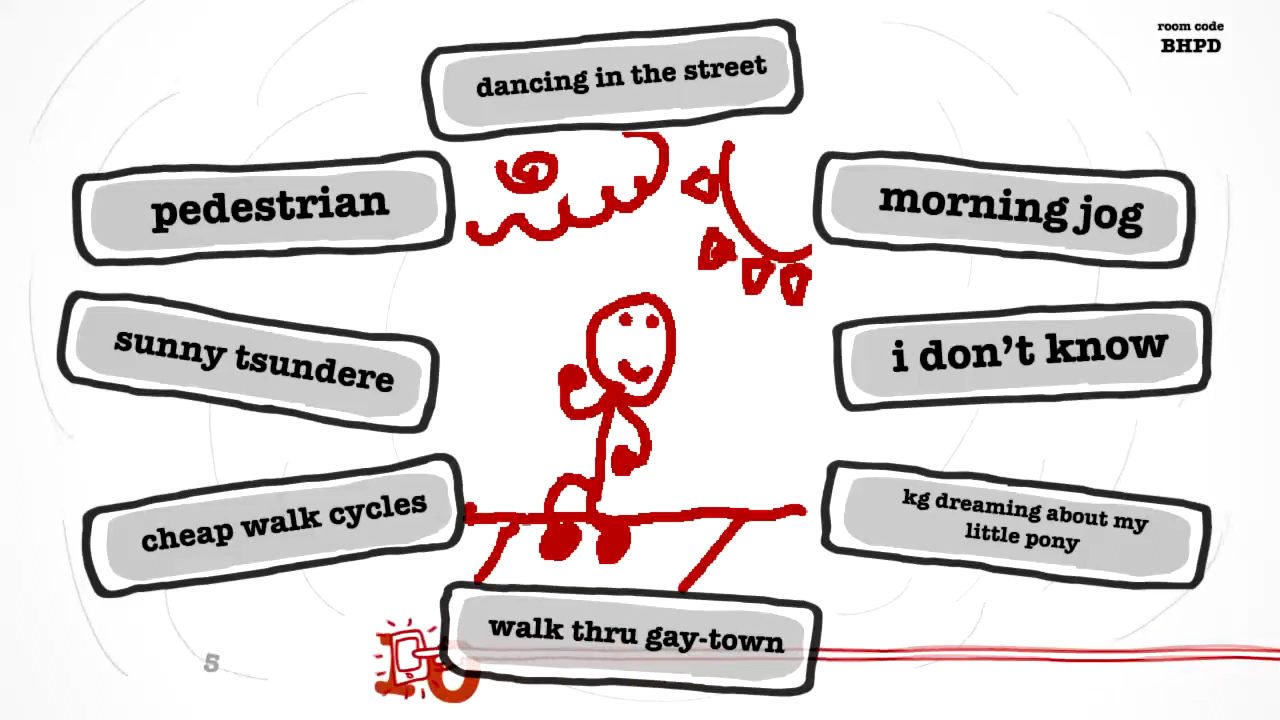 room code
BHPD
dancing in the street
pedestrian
morning jog
sunny tsundere
i don't know
cheap walk cycles
kg dreaming about my
little pony
walk thru gay-town
5